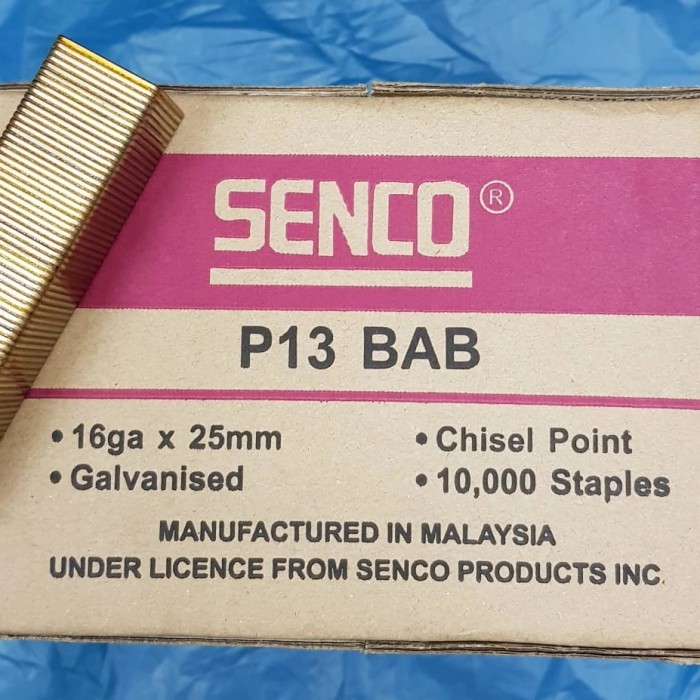 SENCO®
P13 BAB
• 16ga x 25mm • Chisel Point
• Galvanised • 10,000 Staples
MANUFACTURED IN MALAYSIA
UNDER LICENCE FROM SENCO PRODUCTS INC.